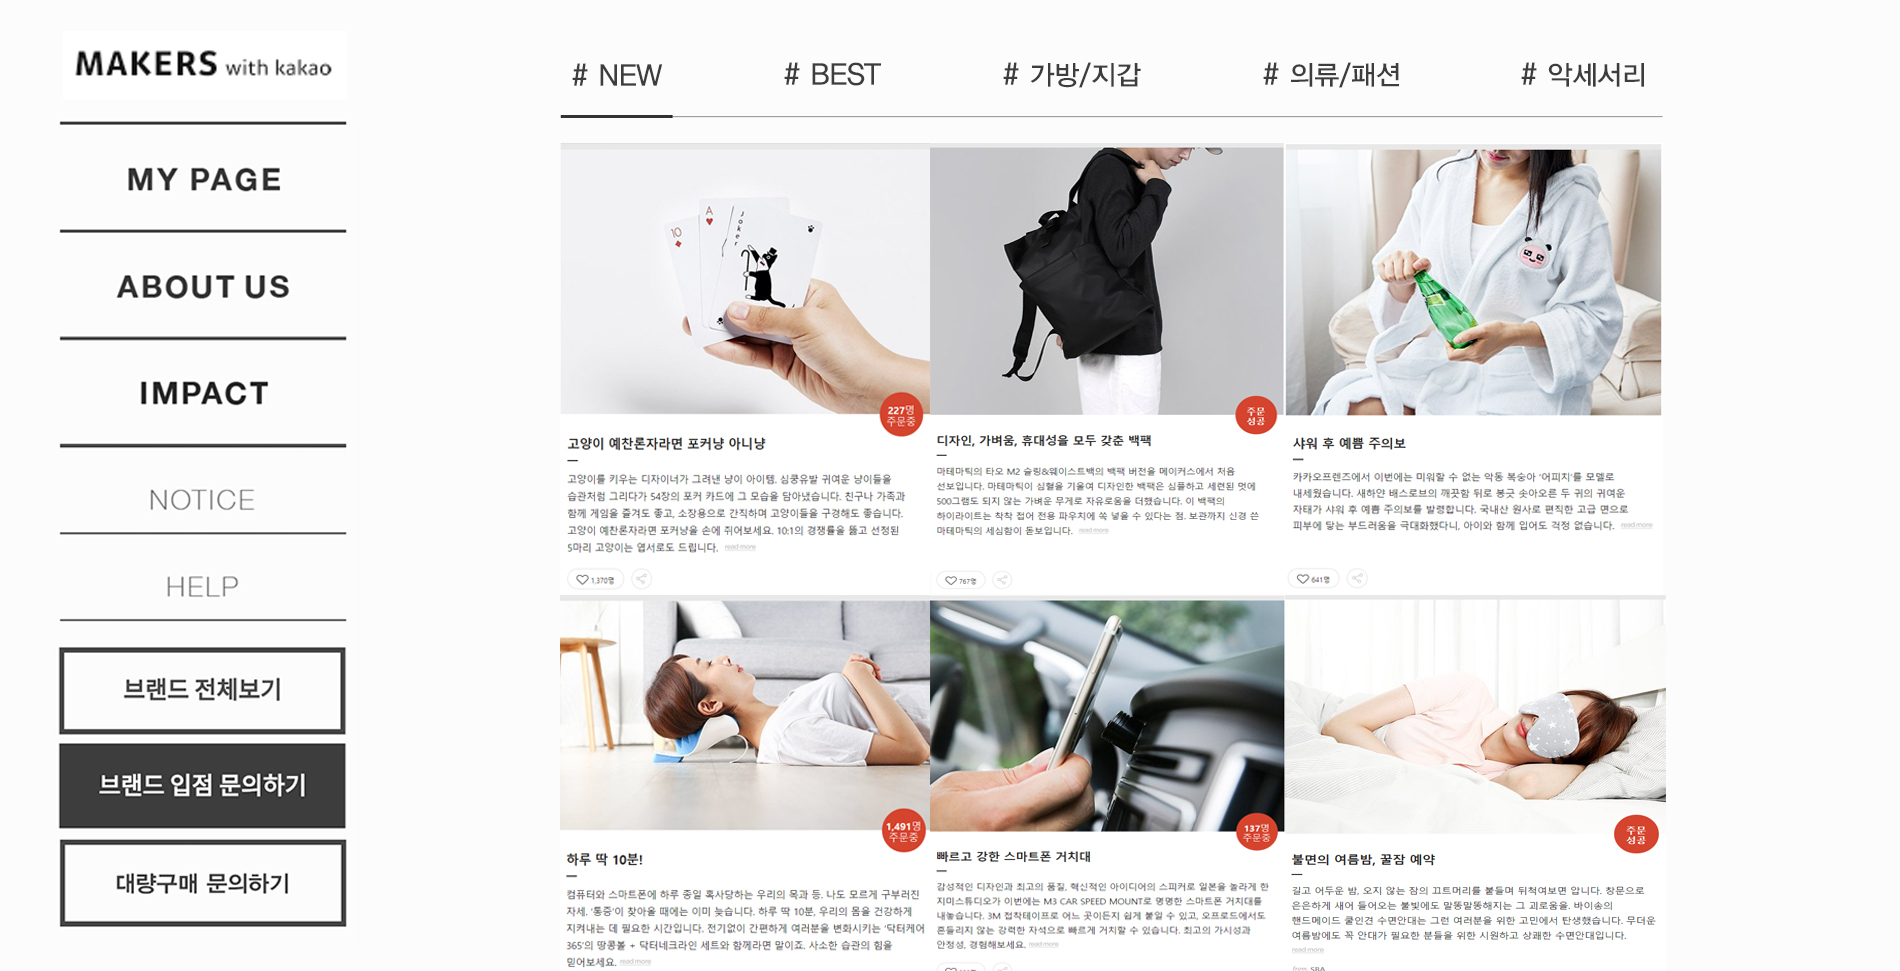 MAKERS with kakao
MY PAGE
ABOUT US
IMPACT
NOTICE
HELP
브랜드 전체보기
브랜드 입점 문의하기
대량구매 문의하기
# NEW
# BEST
# 가방/지갑
# 의류/패션
# 악세서리
10
A
Joker
227명
주문중
고양이 예찬론자라면 포커냥 아니냥
고양이를 키우는 디자이너가 그려낸 냥이 아이템. 심쿵유발 귀여운 냥이들을
습관처럼 그리다가 54장의 포커 카드에 그 모습을 담아냈습니다. 친구나 가족과
함께 게임을 즐겨도 좋고, 소장용으로 간직하며 고양이들을 구경해도 좋습니다.
고양이 예찬론자라면 포커냥을 손에 쥐어보세요. 10:1의 경쟁률을 뚫고 선정된
5마리 고양이는 엽서로도 드립니다. read more
1,370명
주문
성공
디자인, 가벼움, 휴대성을 모두 갖춘 백팩
마테마틱의 타오 M2 슬링&웨이스트백의 백팩 버전을 메이커스에서 처음
선보입니다. 마테마틱이 심혈을 기울여 디자인한 백팩은 심플하고 세련된 멋에
500그램도 되지 않는 가벼운 무게로 자유로움을 더했습니다. 이 백팩의
하이라이트는 착착 접어 전용 파우치에 쏙 넣을 수 있다는 점. 보관까지 신경 쓴
마테마틱의 세심함이 돋보입니다. read more
767명
샤워 후 예쁨 주의보
카카오프렌즈에서 이번에는 미워할 수 없는 악동 복숭아 '어피치'를 모델로
내세웠습니다. 새하얀 배스로브의 깨끗함 뒤로 봉긋 솟아오른 두 귀의 귀여운
자태가 샤워 후 예쁨 주의보를 발령합니다. 국내산 원사로 편직한 고급 면으로
피부에 닿는 부드러움을 극대화했다니, 아이와 함께 입어도 걱정 없습니다. read more
641명
1,491명
주문중
하루 딱 10분!
컴퓨터와 스마트폰에 하루 종일 혹사당하는 우리의 목과 등. 나도 모르게 구부러진
자세. '통증'이 찾아올 때에는 이미 늦습니다. 하루 딱 10분, 우리의 몸을 건강하게
지켜내는 데 필요한 시간입니다. 전기없이 간편하게 여러분을 변화시키는 '닥터케어
365'의 땅콩볼 + 닥터네크라인 세트와 함께라면 말이죠. 사소한 습관의 힘을
믿어보세요. read more
137명
주문중
빠르고 강한 스마트폰 거치대
감성적인 디자인과 최고의 품질, 혁신적인 아이디어의 스피커로 일본을 놀라게 한
지미스튜디오가 이번에는 M3 CAR SPEED MOUNT로 명명한 스마트폰 거치대를
내놓습니다. 3M 접착테이프로 어느 곳이든지 쉽게 붙일 수 있고, 오프로드에서도
흔들리지 않는 강력한 자석으로 빠르게 거치할 수 있습니다. 최고의 가시성과
안정성, 경험해보세요. read more
주문
성공
불면의 여름밤, 꿀잠 예약
길고 어두운 밤, 오지 않는 잠의 끄트머리를 붙들며 뒤척여보면 압니다. 창문으로
은은하게 새어 들어오는 불빛에도 말똥말똥해지는 그 괴로움을. 바이송의
핸드메이드 쿨인견 수면안대는 그런 여러분을 위한 고민에서 탄생했습니다. 무더운
여름밤에도 꼭 안대가 필요한 분들을 위한 시원하고 상쾌한 수면안대입니다.
read more
from. SBA